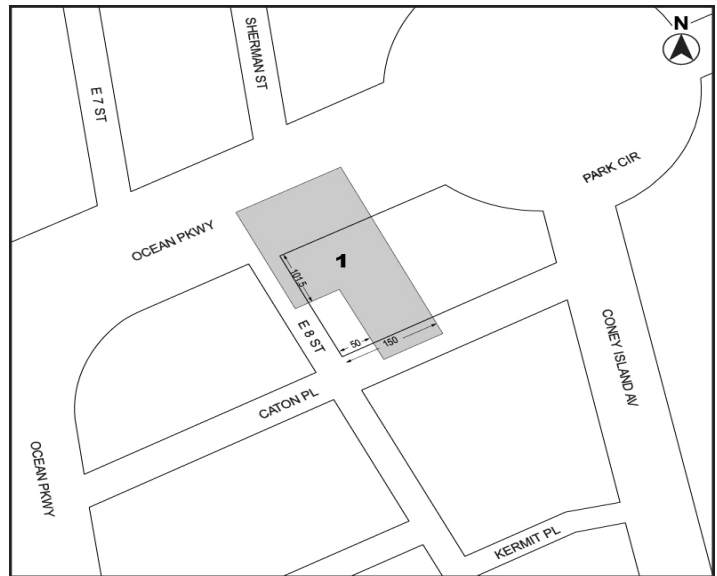 N
SHERMAN ST
E 7 ST
PARK CIR
OCEAN PKWY
1
101.5
E 8 ST
50
150
CONEY ISLAND AV
CATON PL
OCEAN PKWY
KERMIT PL